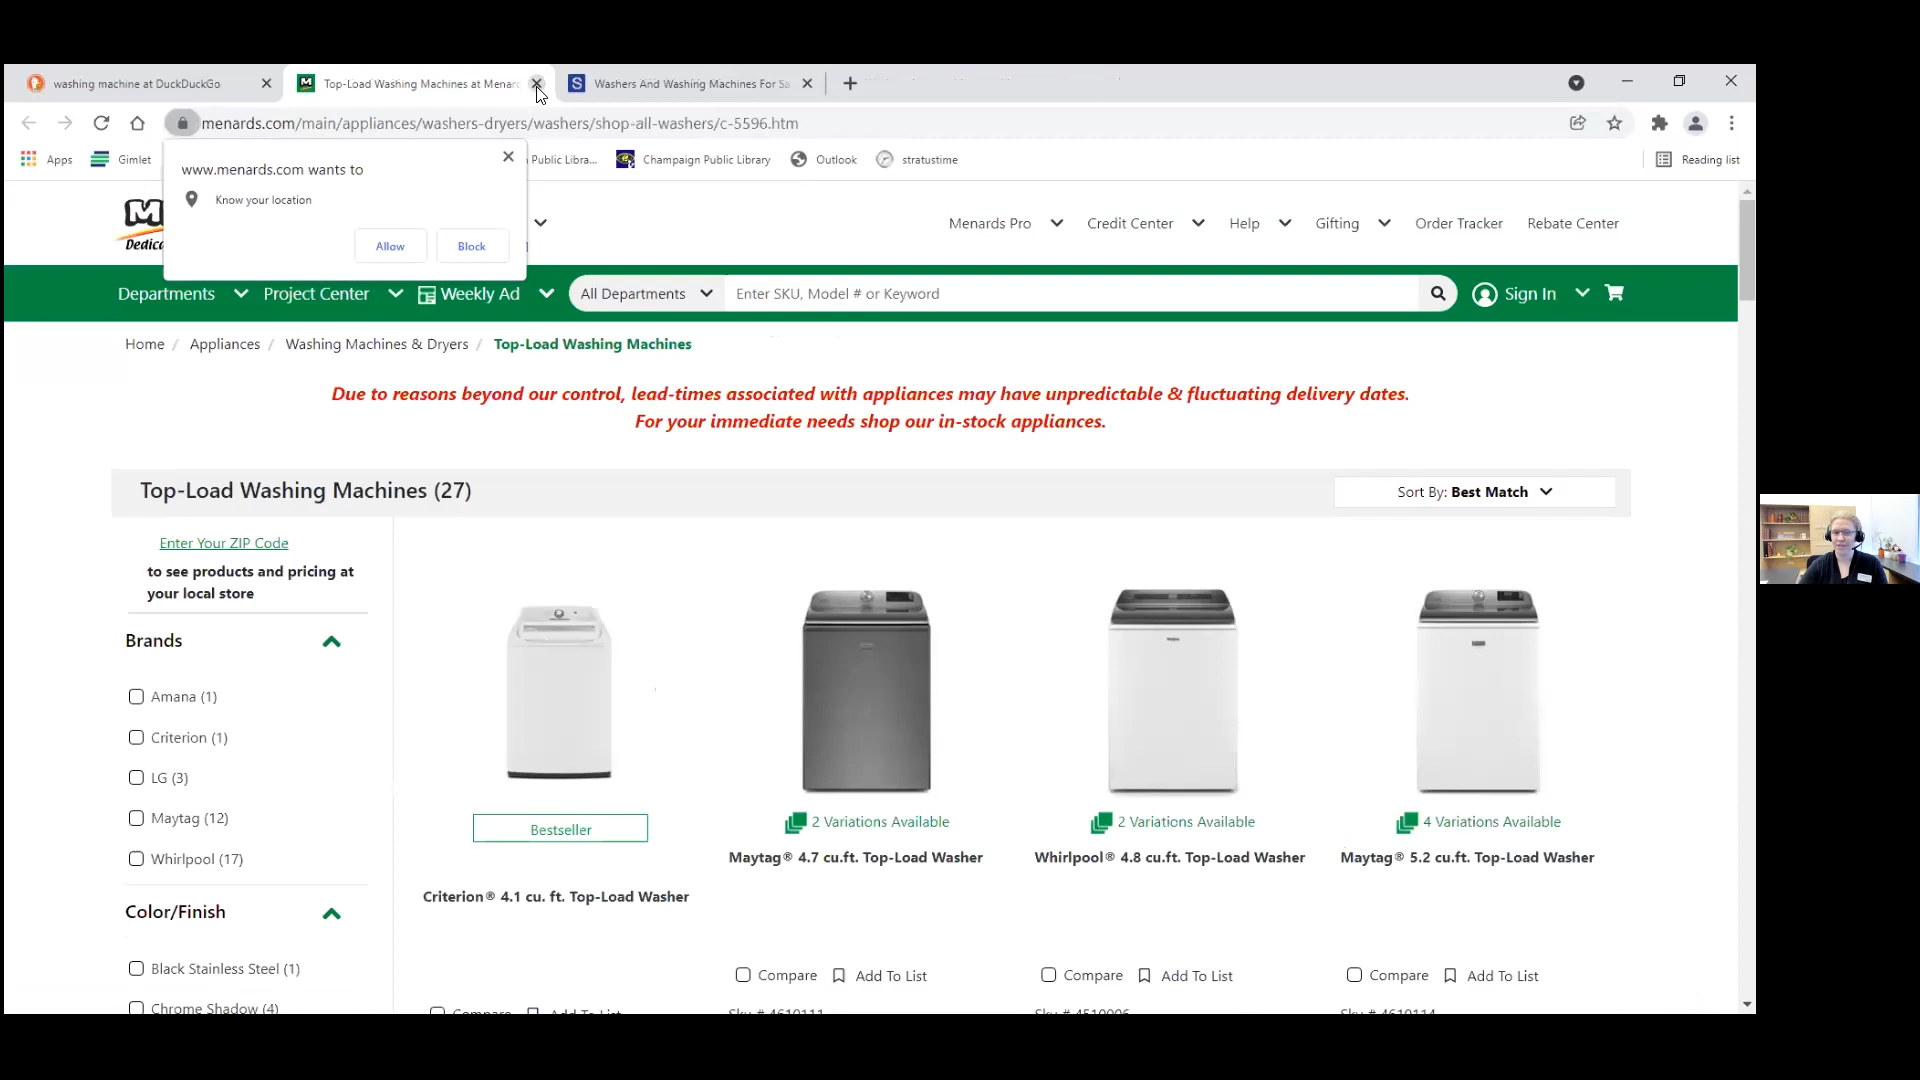 washing machine at DuckDuckGo
Top-Load Washing Machines at Menar
S
Washers And Washing Machines For Sa
menards.com/main/appliances/washers-dryers/washers/shop-all-washers/c-5596.htm
Apps
Gimlet
Public Libra...
Champaign Public Library
Outlook
stratustime
Reading list
www.menards.com wants to
Know your location
Allow
Block
M
Dedica
Menards Pro
Credit Center
Help
Gifting
Order Tracker
Rebate Center
Departments
Project Center
Weekly Ad
All Departments
Enter SKU, Model # or Keyword
Sign In
Home / Appliances / Washing Machines & Dryers / Top-Load Washing Machines
Due to reasons beyond our control, lead-times associated with appliances may have unpredictable & fluctuating delivery dates.
For your immediate needs shop our in-stock appliances.
Top-Load Washing Machines (27)
Sort By: Best Match
Enter Your ZIP Code
to see products and pricing at
your local store
Brands
Amana (1)
Criterion (1)
LG (3)
Maytag (12)
Whirlpool (17)
Color/Finish
Black Stainless Steel (1)
Chrome Shadow (4)
Bestseller
Criterion® 4.1 cu. ft. Top-Load Washer
Compare
Add To List
2 Variations Available
Maytag® 4.7 cu.ft. Top-Load Washer
Compare
Add To List
Sku # 4610111
2 Variations Available
Whirlpool® 4.8 cu.ft. Top-Load Washer
Compare
Add To List
Sku # 4510006
4 Variations Available
Maytag® 5.2 cu.ft. Top-Load Washer
Compare
Add To List
Sku # 4610114